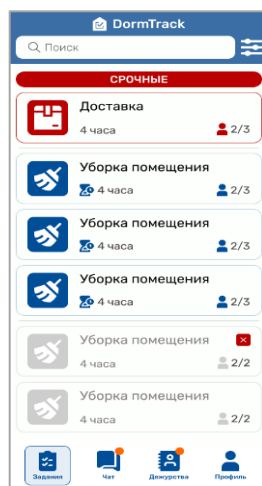 DormTrack
Поиск
СРОЧНЫЕ
Доставка
4 часа 2/3
Уборка помещения
4 часа 2/3
Уборка помещения
4 часа 2/3
Уборка помещения
4 часа 2/3
Уборка помещения
4 часа 2/2
Уборка помещения
4 часа 2/2
Задания Чат Дежурства Профиль